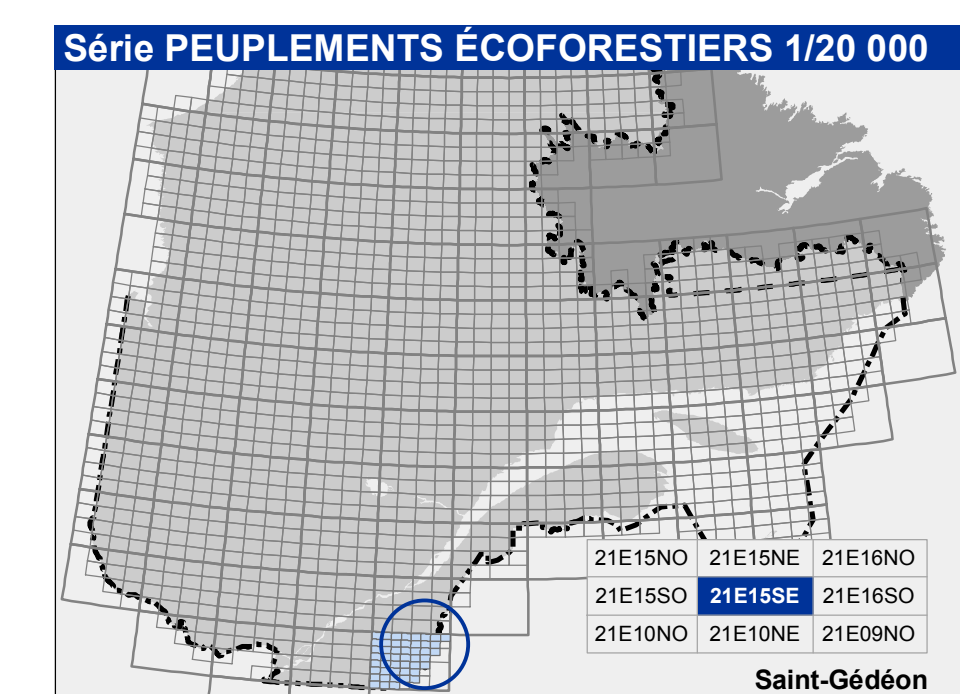 Série PEUPLEMENTS ÉCOFORESTIERS 1/20 000
21E15NO 21E15NE 21E16NO
21E15SO 21E15SE 21E16SO
21E10NO 21E10NE 21E09NO
Saint-Gédéon